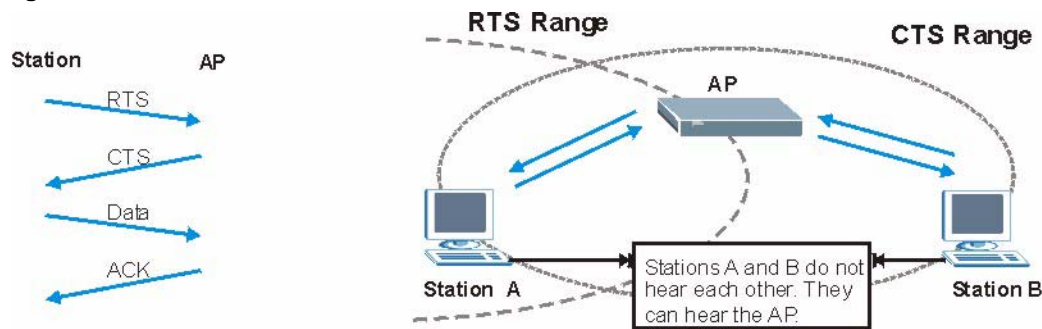 Station
AP
RTS
CTS
Data
ACK
RTS Range
CTS Range
AP
Station A
Stations A and B do not
hear each other. They
can hear the AP.
Station B